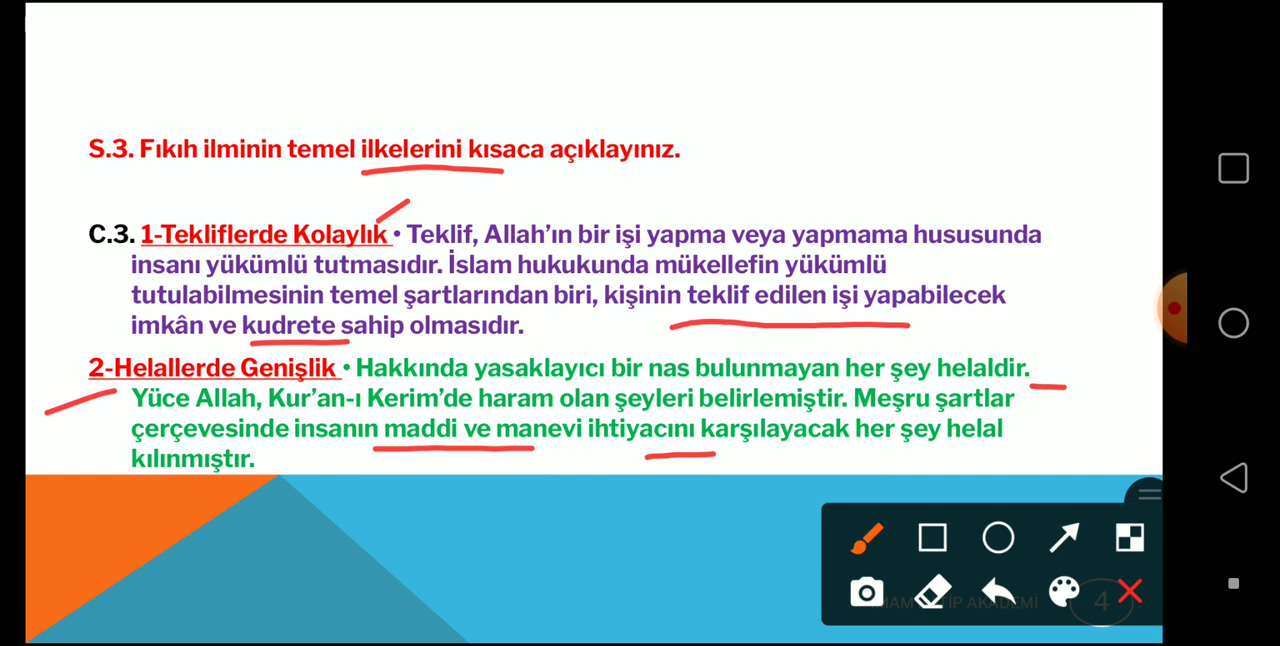 S.3. Fıkıh ilminin temel ilkelerini kısaca açıklayınız.
C.3. 1-Tekliflerde Kolaylık • Teklif, Allah’ın bir işi yapma veya yapmama hususunda
insanı yükümlü tutmasıdır. İslam hukukunda mükellefin yükümlü
tutulabilmesinin temel şartlarından biri, kişinin teklif edilen işi yapabilecek
imkân ve kudrete sahip olmasıdır.
2-Helallerde Genişlik • Hakkında yasaklayıcı bir nas bulunmayan her şey helaldir.
Yüce Allah, Kur’an-ı Kerim’de haram olan şeyleri belirlemiştir. Meşru şartlar
çerçevesinde insanın maddi ve manevi ihtiyacını karşılayacak her şey helal
kılınmıştır.
AKADEMİ 4